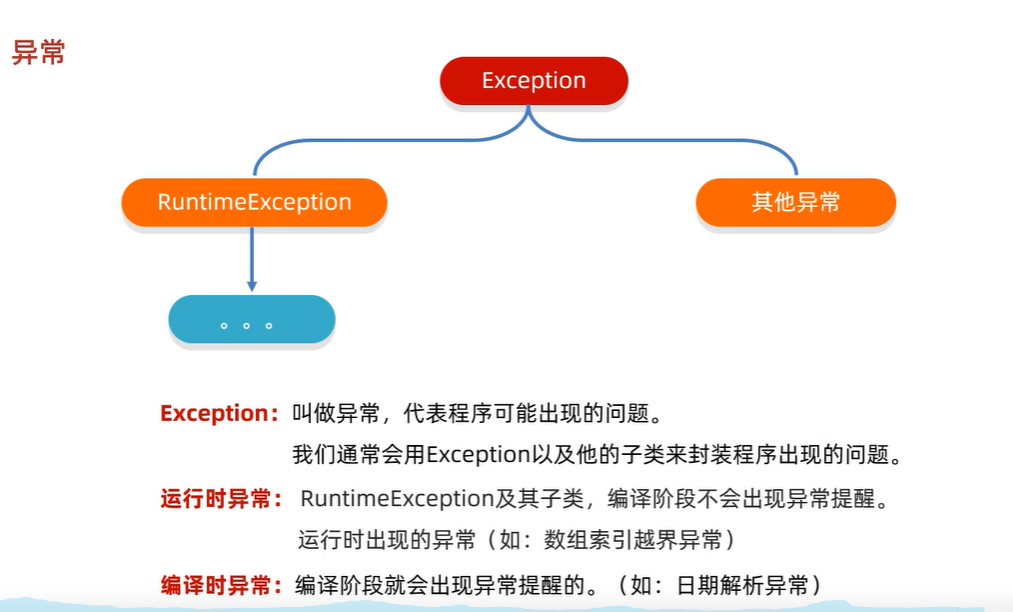 异常
Exception
RuntimeException
其他异常
。。。
Exception：叫做异常，代表程序可能出现的问题。
我们通常会用Exception以及他的子类来封装程序出现的问题。
运行时异常：RuntimeException及其子类，编译阶段不会出现异常提醒。
运行时出现的异常（如：数组索引越界异常）
编译时异常：编译阶段就会出现异常提醒的。（如：日期解析异常）